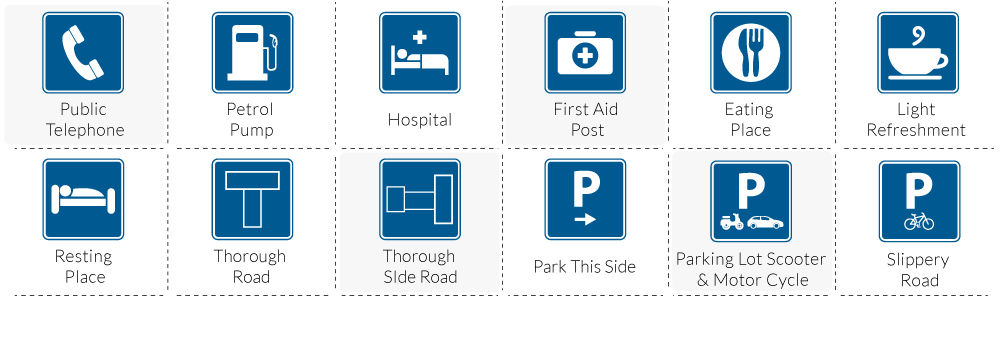 Public
Telephone
Petrol
Pump
Hospital
First Aid
Post
Eating
Place
Light
Refreshment
Resting
Place
Thorough
Road
Thorough
SIde Road
P
Park This Side
P
Parking Lot Scooter
& Motor Cycle
P
Slippery
Road